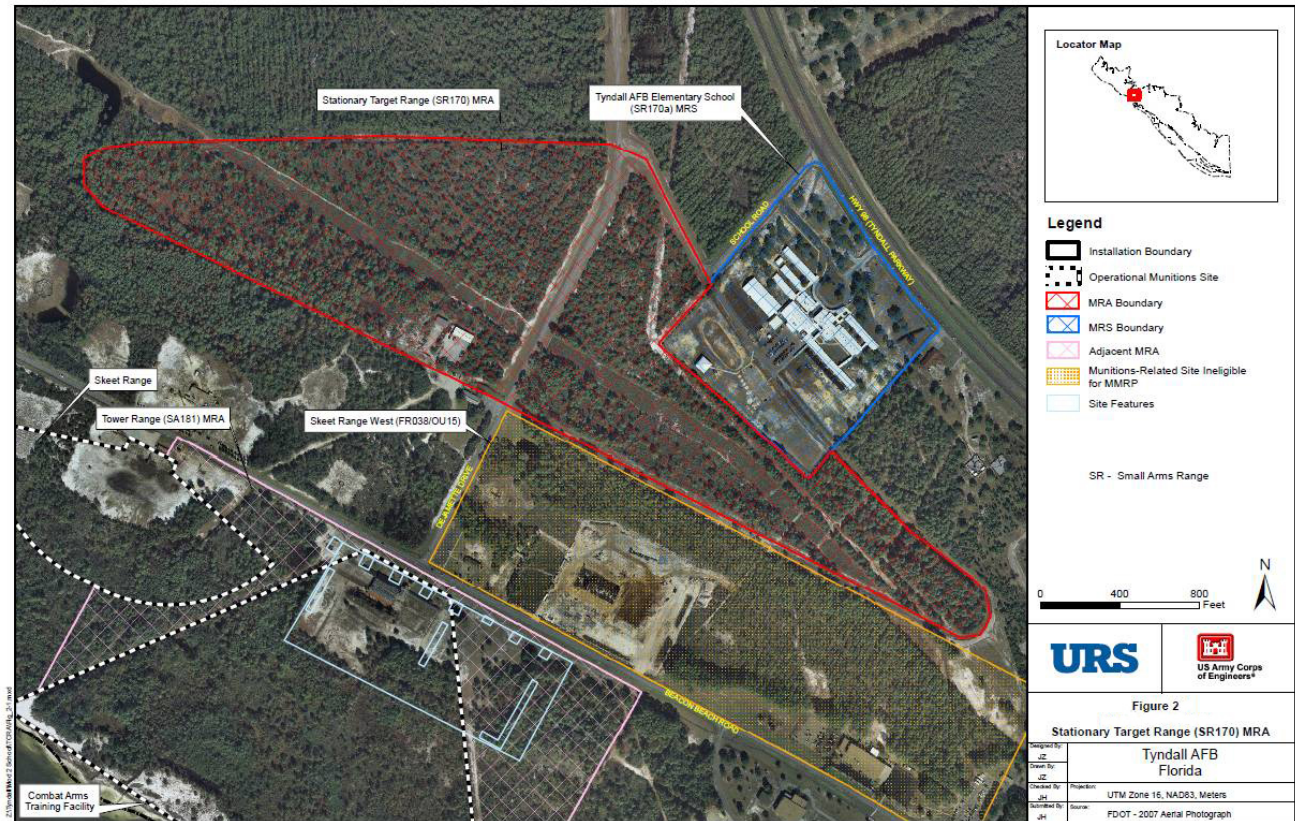 Stationary Target Range (SR170) MRA
Tyndall AFB Elementary School
(SR170a) MRS
SCHOOL ROAD
HWY 98 (TYNDALL PARKWAY)
Skeet Range
Tower Range (SA181) MRA
Skeet Range West (FR038/OU15)
DEJARNETTE DRIVE
BEACON BEACH ROAD
Combat Arms
Training Facility
Locator Map
Legend
Installation Boundary
Operational Munitions Site
MRA Boundary
MRS Boundary
Adjacent MRA
Munitions-Related Site Ineligible
for MMRP
Site Features
SR - Small Arms Range
N
0 400 800
Feet
URS
US Army Corps
of Engineers®
Figure 2
Stationary Target Range (SR170) MRA
Designed By:
JZ
Drawn By:
JZ
Checked By:
JH
Submitted By:
JH
Tyndall AFB
Florida
Projection:
UTM Zone 16, NAD83, Meters
Source:
FDOT - 2007 Aerial Photograph